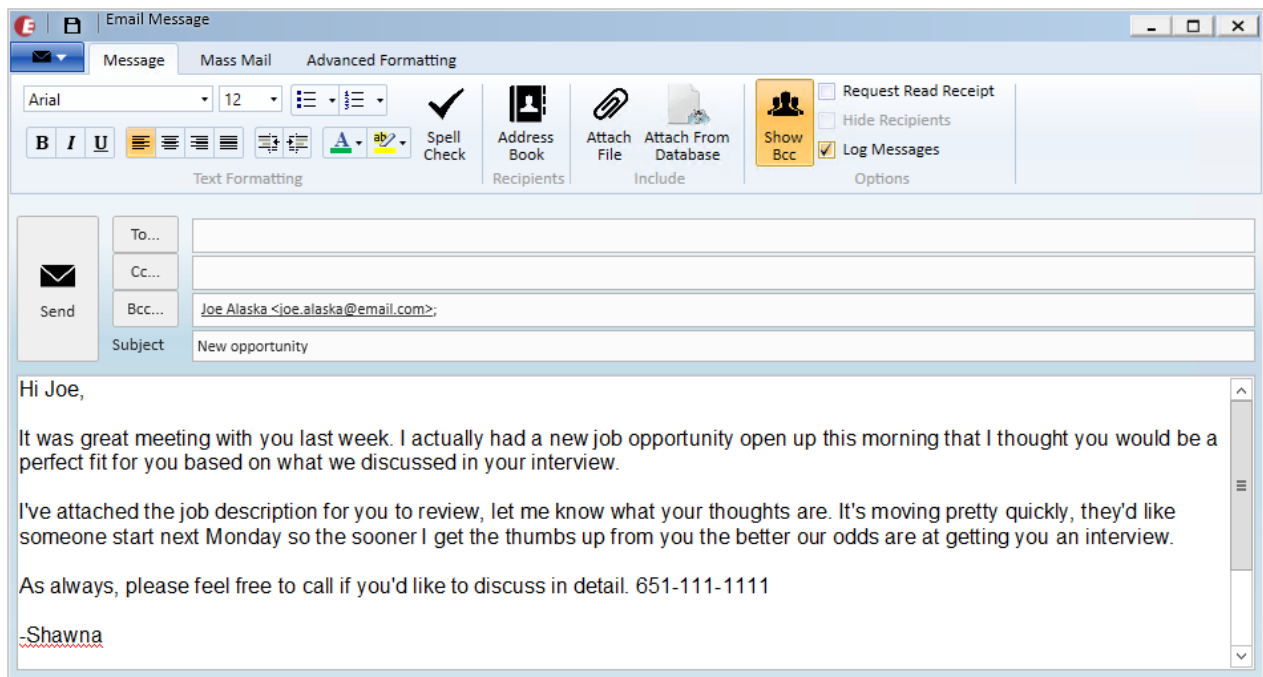 Email Message
Message Mass Mail Advanced Formatting
Arial 12
B I U A ab
Spell Check
Address Book
Attach File
Attach From Database
Show Bcc
Request Read Receipt
Hide Recipients
Log Messages
Text Formatting Recipients Include Options
To...
Cc...
Send
Bcc... Joe Alaska <joe.alaska@email.com>;
Subject New opportunity
Hi Joe,
It was great meeting with you last week. I actually had a new job opportunity open up this morning that I thought you would be a
perfect fit for you based on what we discussed in your interview.
I've attached the job description for you to review, let me know what your thoughts are. It's moving pretty quickly, they'd like
someone start next Monday so the sooner I get the thumbs up from you the better our odds are at getting you an interview.
As always, please feel free to call if you'd like to discuss in detail. 651-111-1111
-Shawna